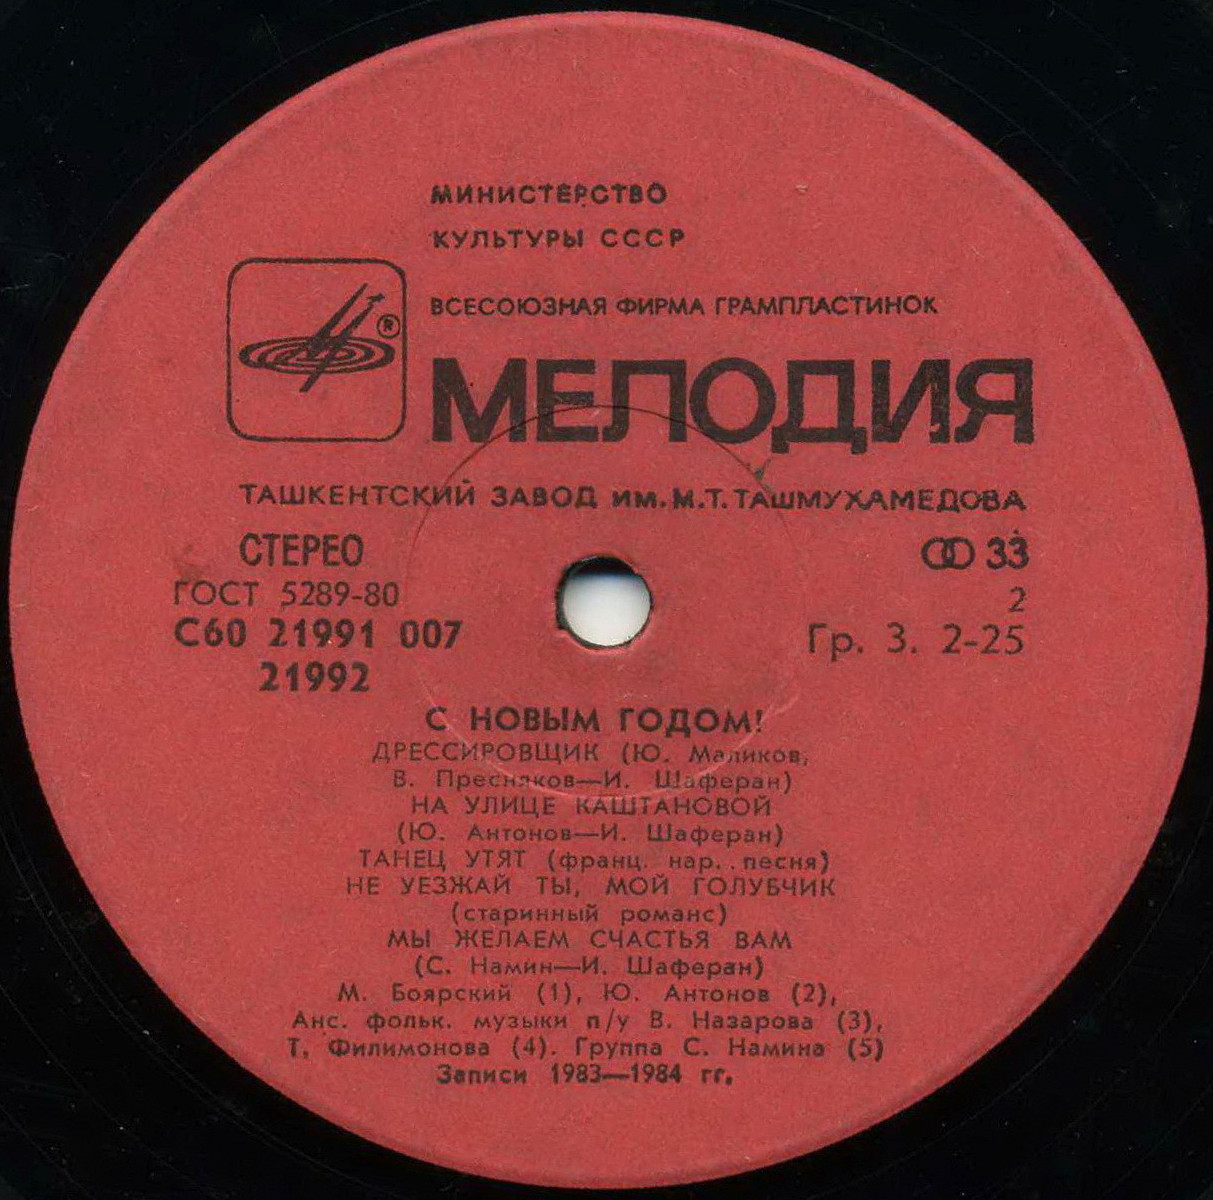 МИНИСТЕРСТВО
КУЛЬТУРЫ СССР
ВСЕСОЮЗНАЯ ФИРМА ГРАМПЛАСТИНОК
®
МЕЛОДИЯ
ТАШКЕНТСКИЙ ЗАВОД ИМ. М. Т. ТАШМУХАМЕДОВА
СТЕРЕО
33
ГОСТ 5289-80
2
С60 21991 007
Гр. 3. 2-25
21992
С НОВЫМ ГОДОМ!
ДРЕССИРОВЩИК (Ю. Маликов,
В. Пресняков—И. Шаферан)
НА УЛИЦЕ КАШТАНОВОЙ
(Ю. Антонов—И. Шаферан)
ТАНЕЦ УТЯТ (франц. нар. . песня)
НЕ УЕЗЖАЙ ТЫ, МОЙ ГОЛУБЧИК
(старинный романс)
МЫ ЖЕЛАЕМ СЧАСТЬЯ ВАМ
(С. Намин—И. Шаферан)
М. Боярский (1), Ю. Антонов (2),
Анс. фольк. музыки п/у В. Назарова (3),
Т. Филимонова (4). Группа С. Намина (5)
Записи 1983—1984 гг.